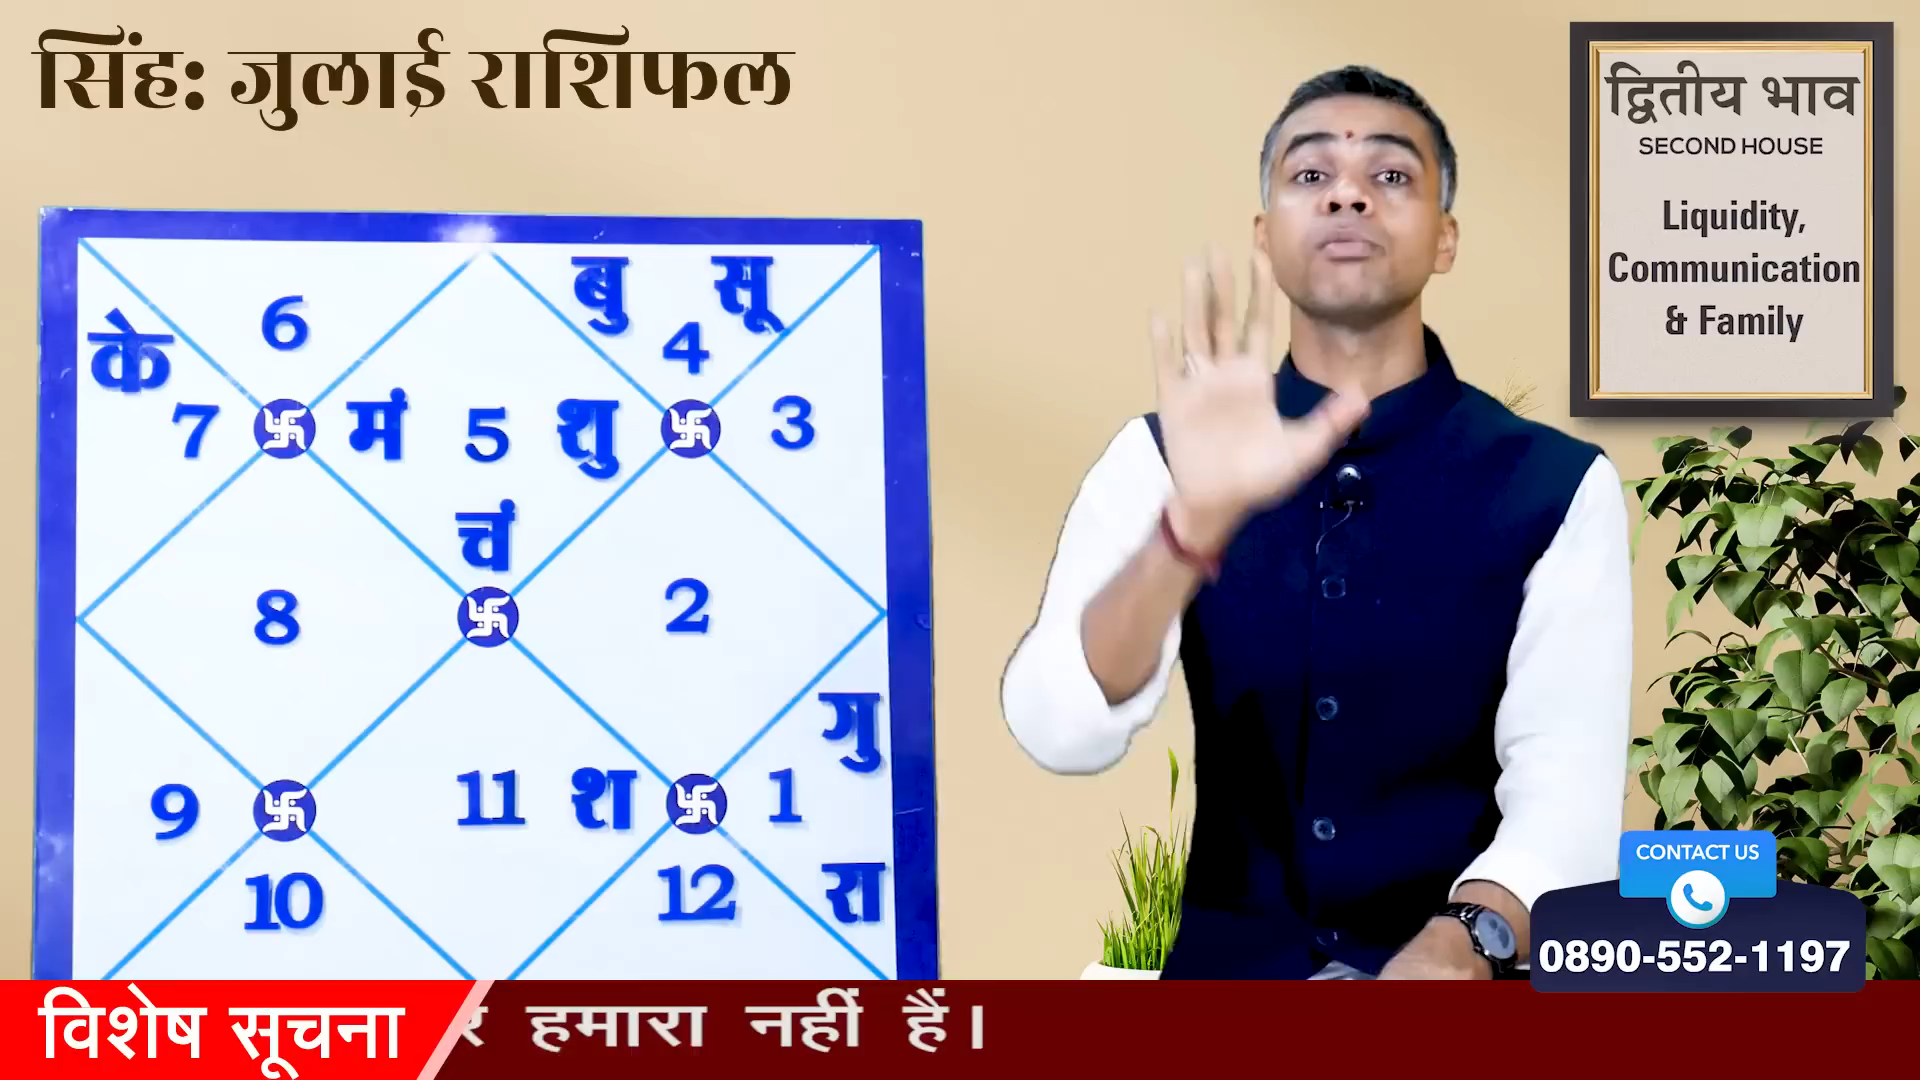 सिंह: जुलाई राशिफल
द्वितीय भाव
SECOND HOUSE
Liquidity,
Communication
& Family
बु सू
6
4
के
7 मं 5 शु 3
चं
8 2
गु
9 11 श 1
10 12 रा
CONTACT US
0890-552-1197
विशेष सूचना
हमारा नहीं हैं।